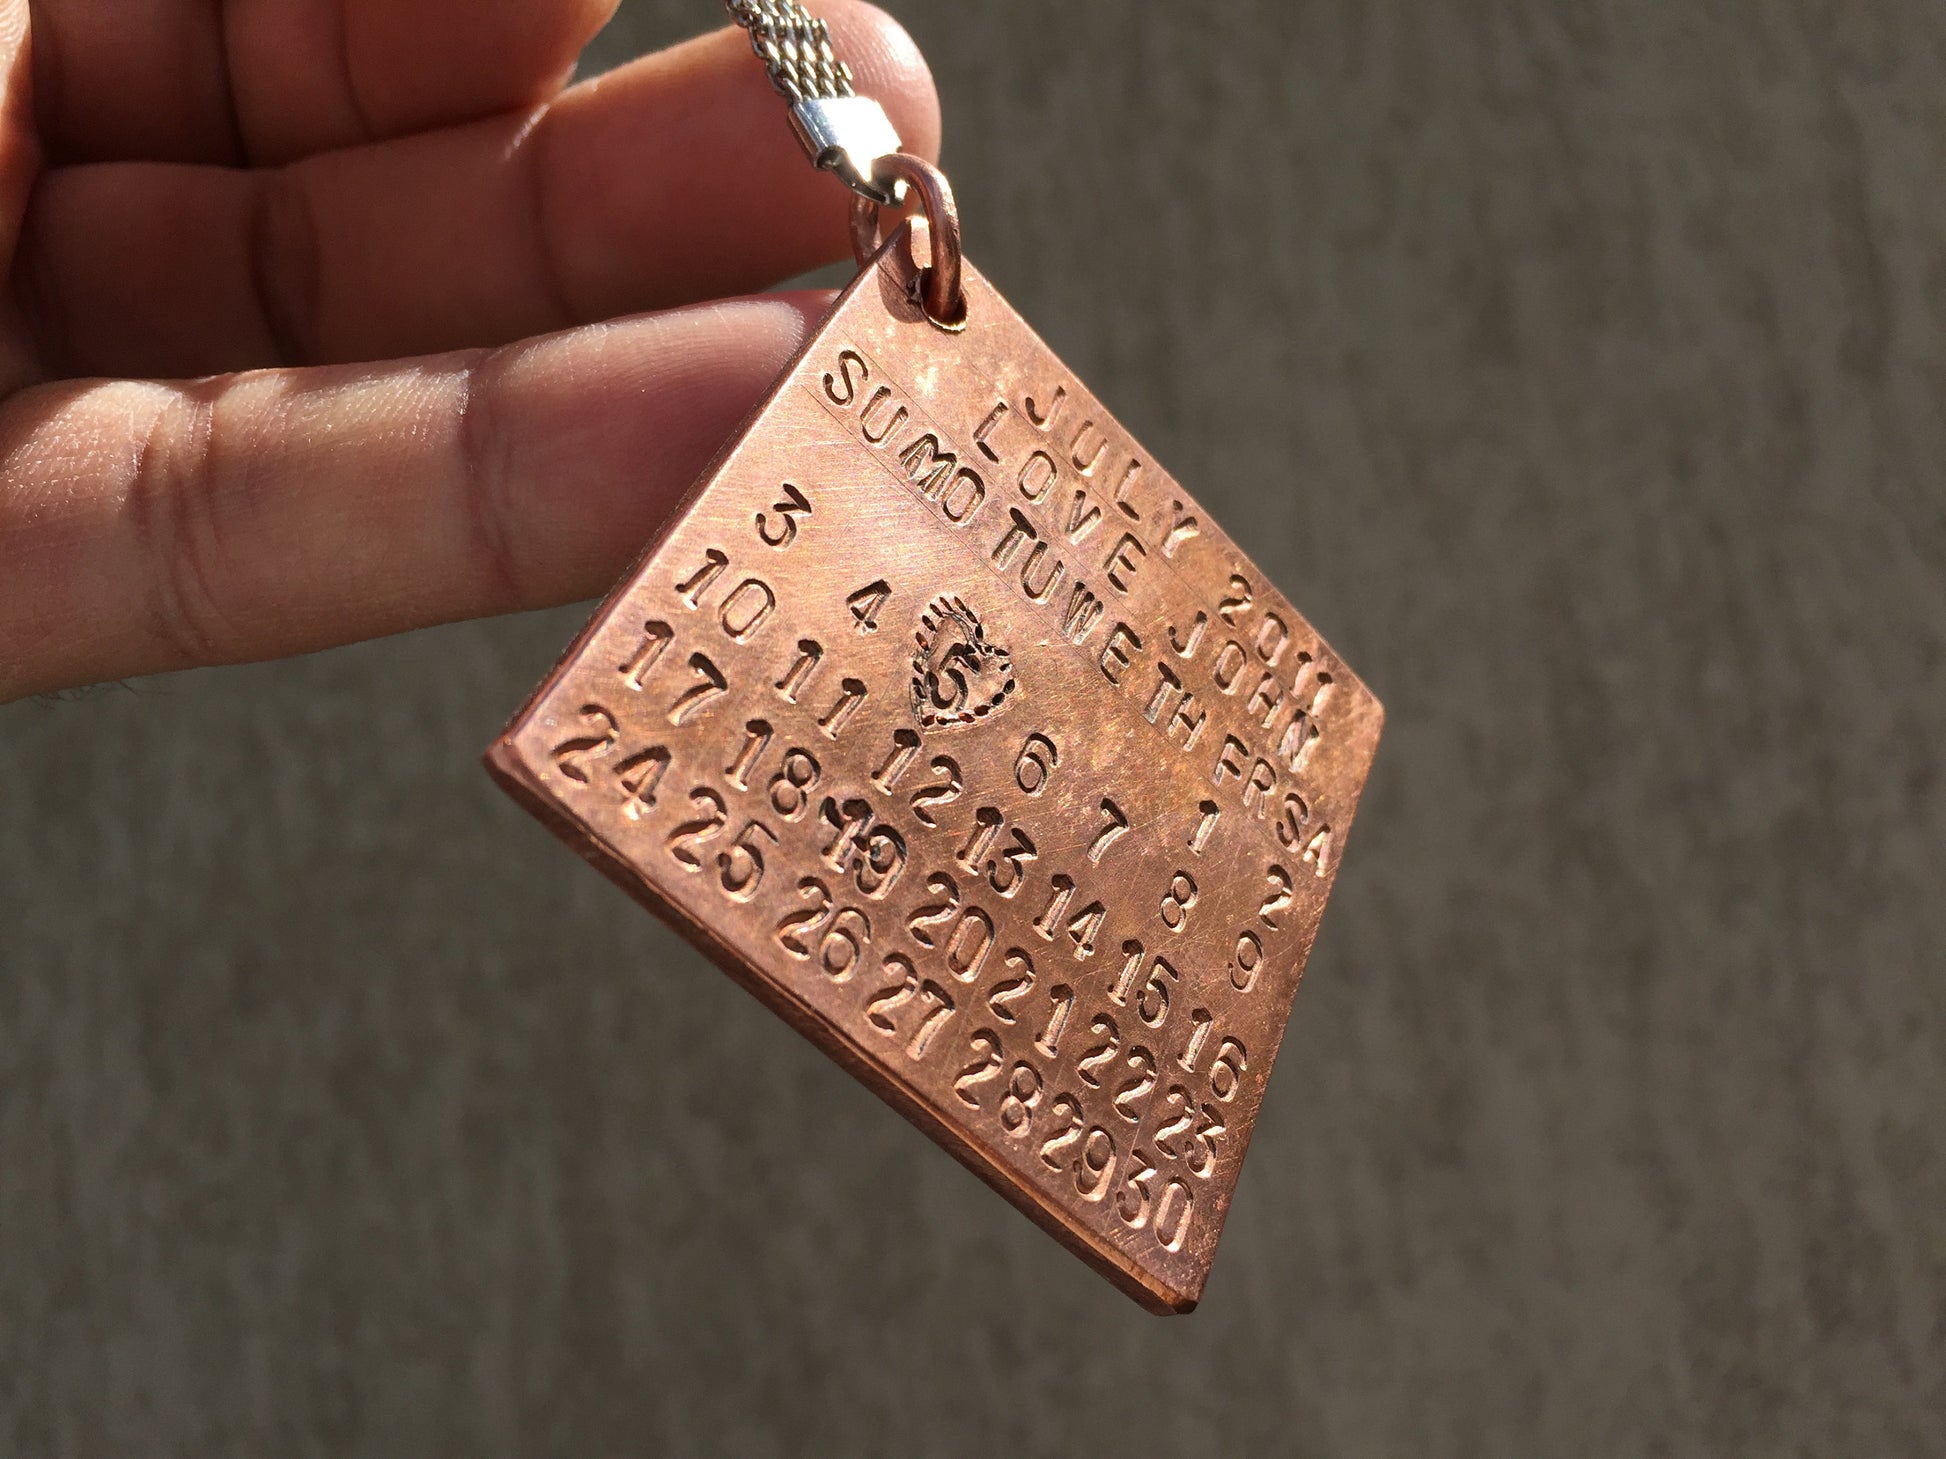 JULY 2011
LOVE JOHN
SU MO TU WE TH FR SA
1 2
3 4 5 6 7 8 9
10 11 12 13 14 15 16
17 18 19 20 21 22 23
24 25 26 27 28 29 30